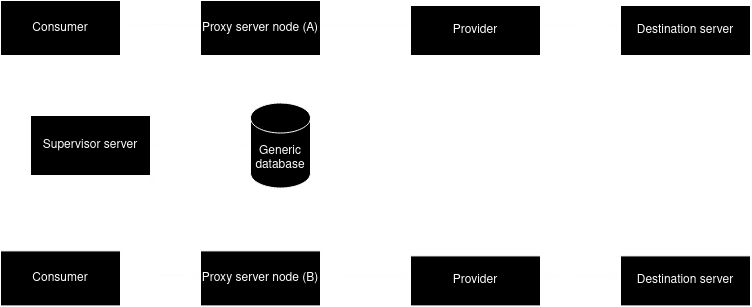 Consumer
Proxy server node (A)
Provider
Destination server
Supervisor server
Generic
database
Consumer
Proxy server node (B)
Provider
Destination server